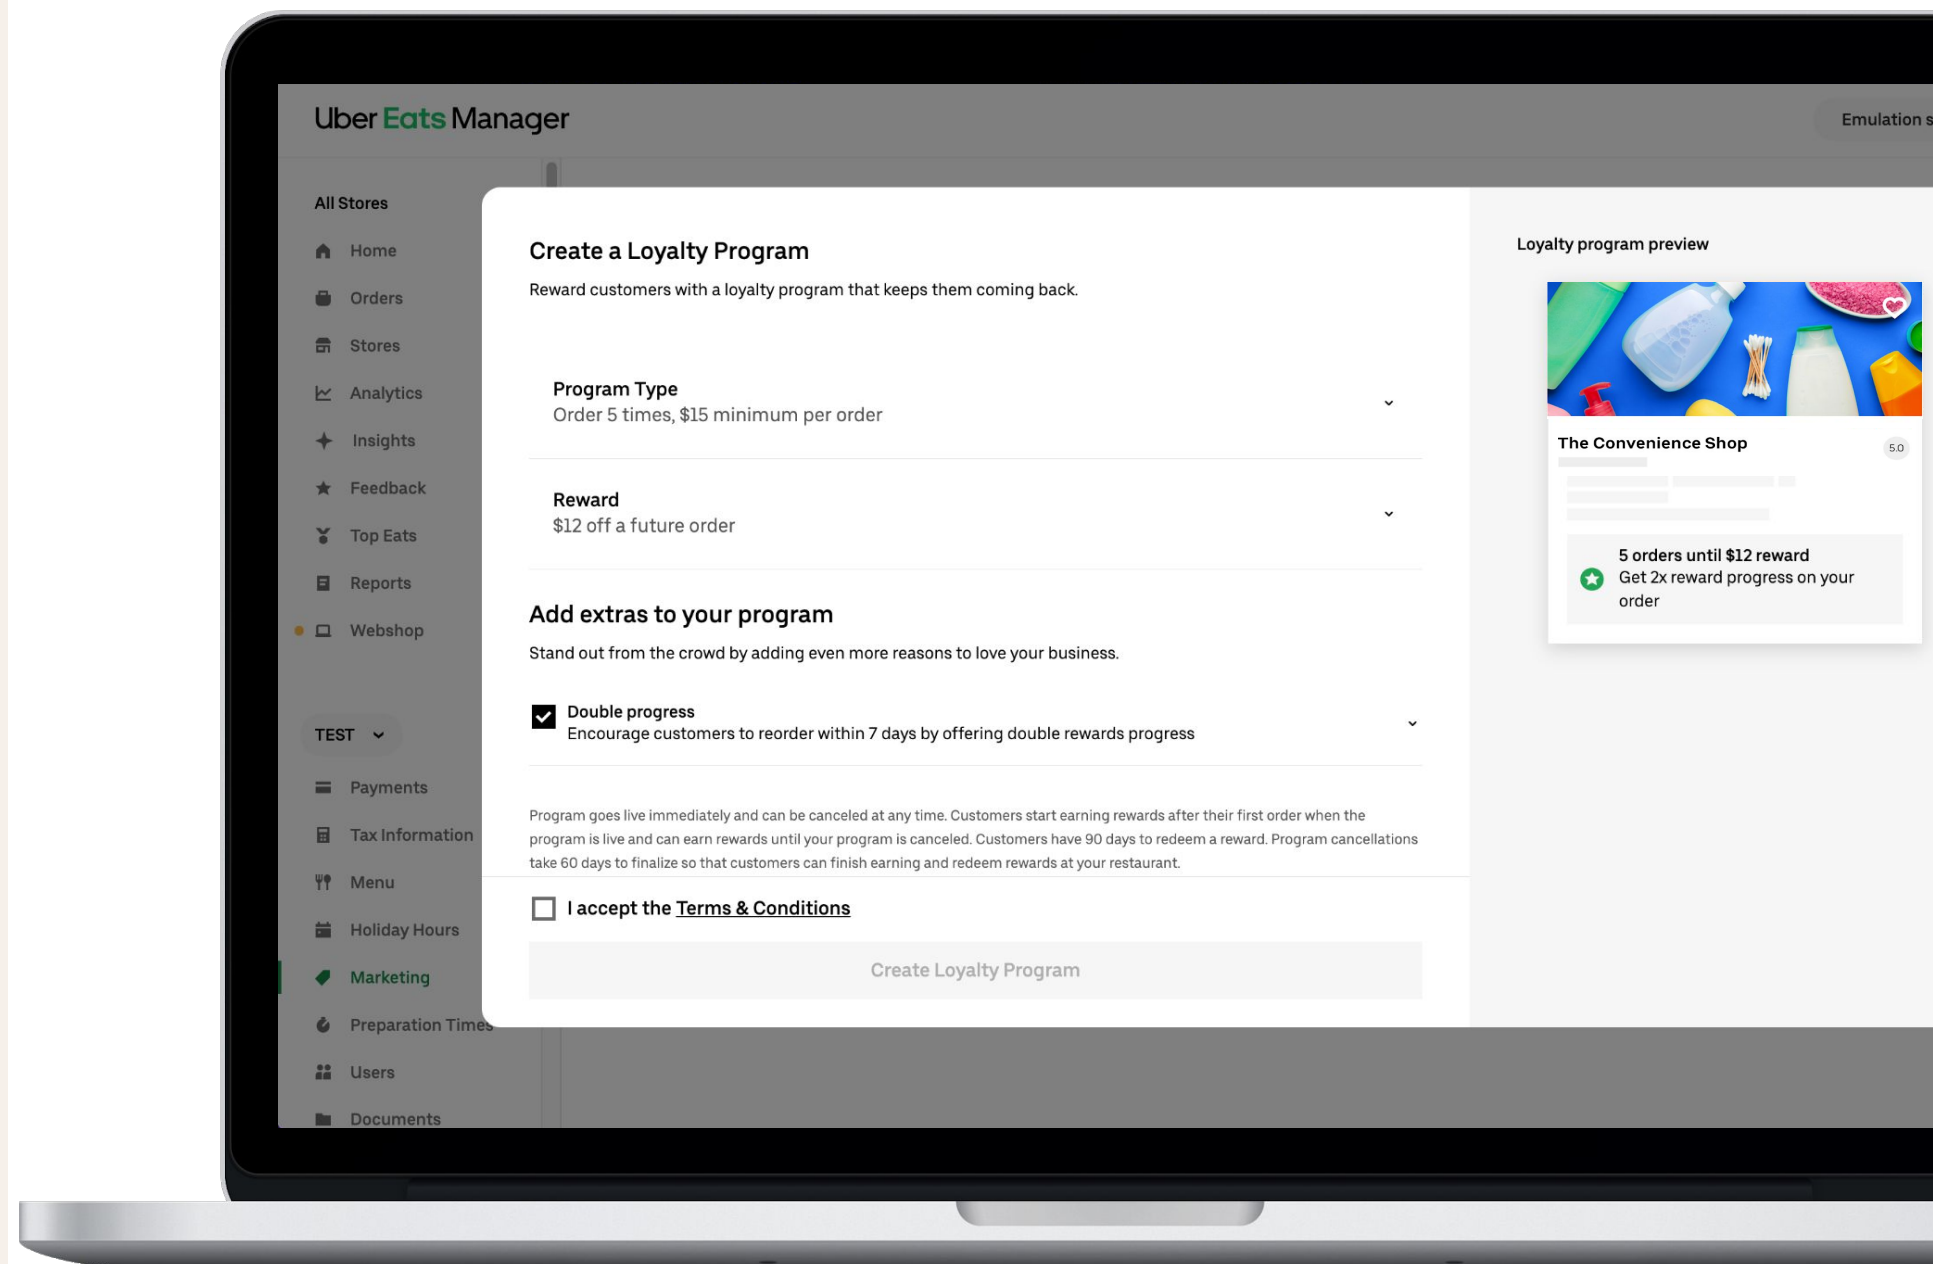 Uber Eats Manager
Emulation s
All Stores
Home
Orders
Stores
Analytics
Insights
Feedback
Top Eats
Reports
Webshop
TEST
Payments
Tax Information
Menu
Holiday Hours
Marketing
Preparation Times
Users
Documents
Create a Loyalty Program
Reward customers with a loyalty program that keeps them coming back.
Program Type
Order 5 times, $15 minimum per order
Reward
$12 off a future order
Add extras to your program
Stand out from the crowd by adding even more reasons to love your business.
Double progress
Encourage customers to reorder within 7 days by offering double rewards progress
Program goes live immediately and can be canceled at any time. Customers start earning rewards after their first order when the
program is live and can earn rewards until your program is canceled. Customers have 90 days to redeem a reward. Program cancellations
take 60 days to finalize so that customers can finish earning and redeem rewards at your restaurant.
I accept the Terms & Conditions
Create Loyalty Program
Loyalty program preview
The Convenience Shop
5.0
5 orders until $12 reward
Get 2x reward progress on your
order